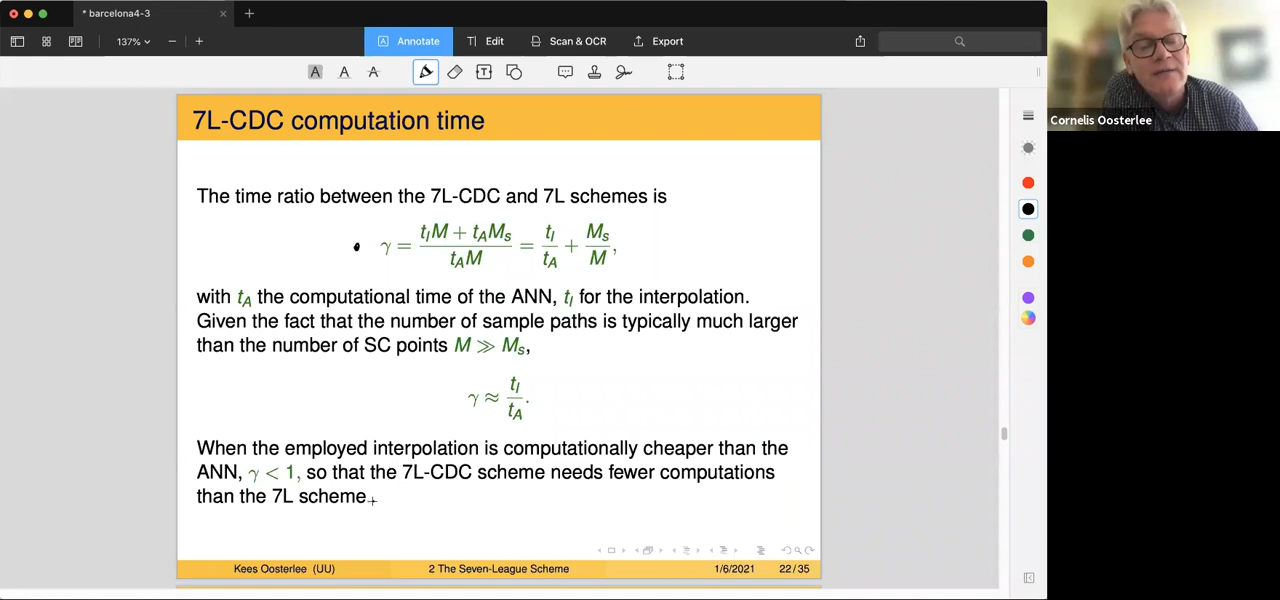 * barcelona4-3
137%
Annotate
Edit
Scan & OCR
Export
A A A T
7L-CDC computation time
The time ratio between the 7L-CDC and 7L schemes is
γ = (t_I M + t_A M_s) / (t_A M) = t_I / t_A + M_s / M,
with t_A the computational time of the ANN, t_I for the interpolation.
Given the fact that the number of sample paths is typically much larger
than the number of SC points M ≫ M_s,
γ ≈ t_I / t_A.
When the employed interpolation is computationally cheaper than the
ANN, γ < 1, so that the 7L-CDC scheme needs fewer computations
than the 7L scheme
Kees Oosterlee (UU) 2 The Seven-League Scheme 1/6/2021 22 / 35
Cornelis Oosterlee